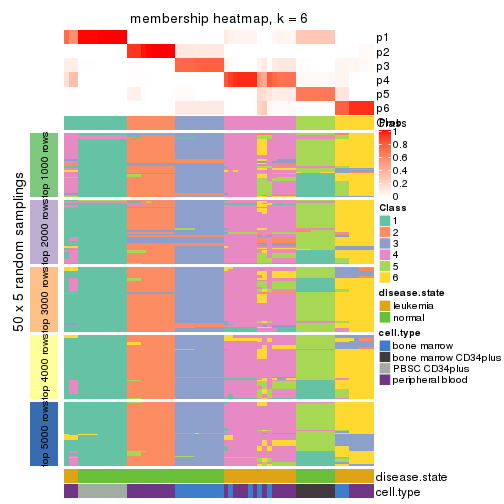 membership heatmap, k = 6
p1
p2
p3
p4
p5
p6
Prob
Class
1
0.8
0.6
0.4
0.2
0
Class
1
2
3
4
5
6
disease.state
leukemia
normal
cell.type
bone marrow
bone marrow CD34plus
PBSC CD34plus
peripheral blood
50 x 5 random samplings
top 1000 rows
top 2000 rows
top 3000 rows
top 4000 rows
top 5000 rows
disease.state
cell.type